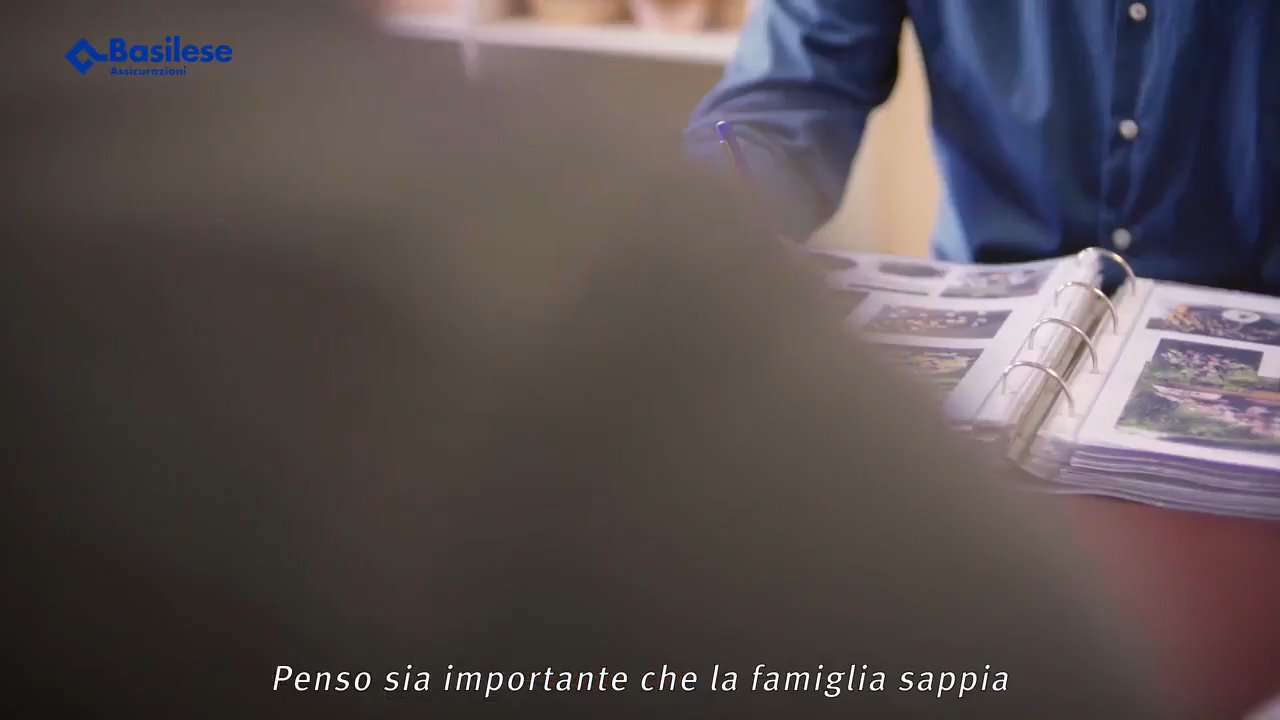 Basilese
Assicurazioni
Penso sia importante che la famiglia sappia